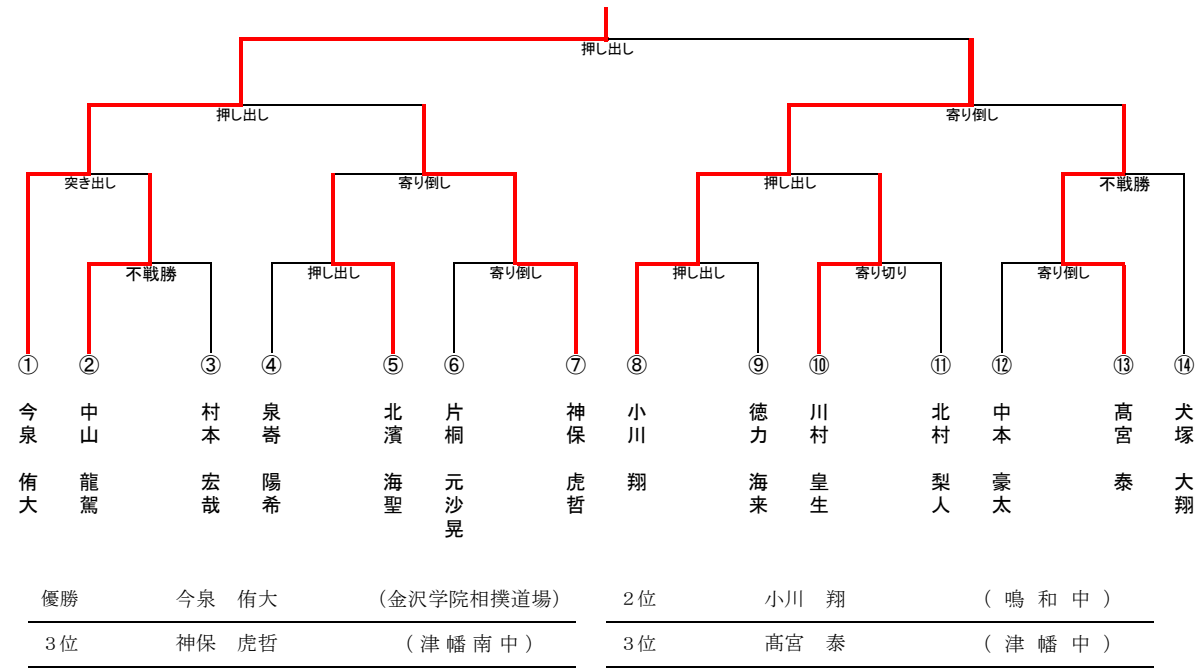 押し出し
押し出し 寄り倒し
突き出し 寄り倒し 押し出し 不戦勝
不戦勝 押し出し 寄り倒し 押し出し 寄り切り 寄り倒し
① ② ③ ④ ⑤ ⑥ ⑦ ⑧ ⑨ ⑩ ⑪ ⑫ ⑬ ⑭
今泉 侑大
中山 龍駕
村本 宏哉
泉嵜 陽希
北濱 海聖
片桐 元沙晃
神保 虎哲
小川 翔
徳力 海来
川村 皇生
北村 梨人
中本 豪太
髙宮 泰
犬塚 大翔
優勝 今泉 侑大 (金沢学院相撲道場) 2位 小川 翔 (鳴和中)
3位 神保 虎哲 (津幡南中) 3位 髙宮 泰 (津幡中)